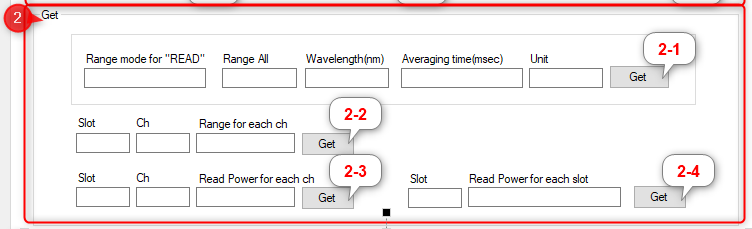 2 Get
2-1
Range mode for "READ" Range All Wavelength(nm) Averaging time(msec) Unit
Get
2-2
Slot Ch Range for each ch
Get
2-3 2-4
Slot Ch Read Power for each ch Slot Read Power for each slot
Get Get